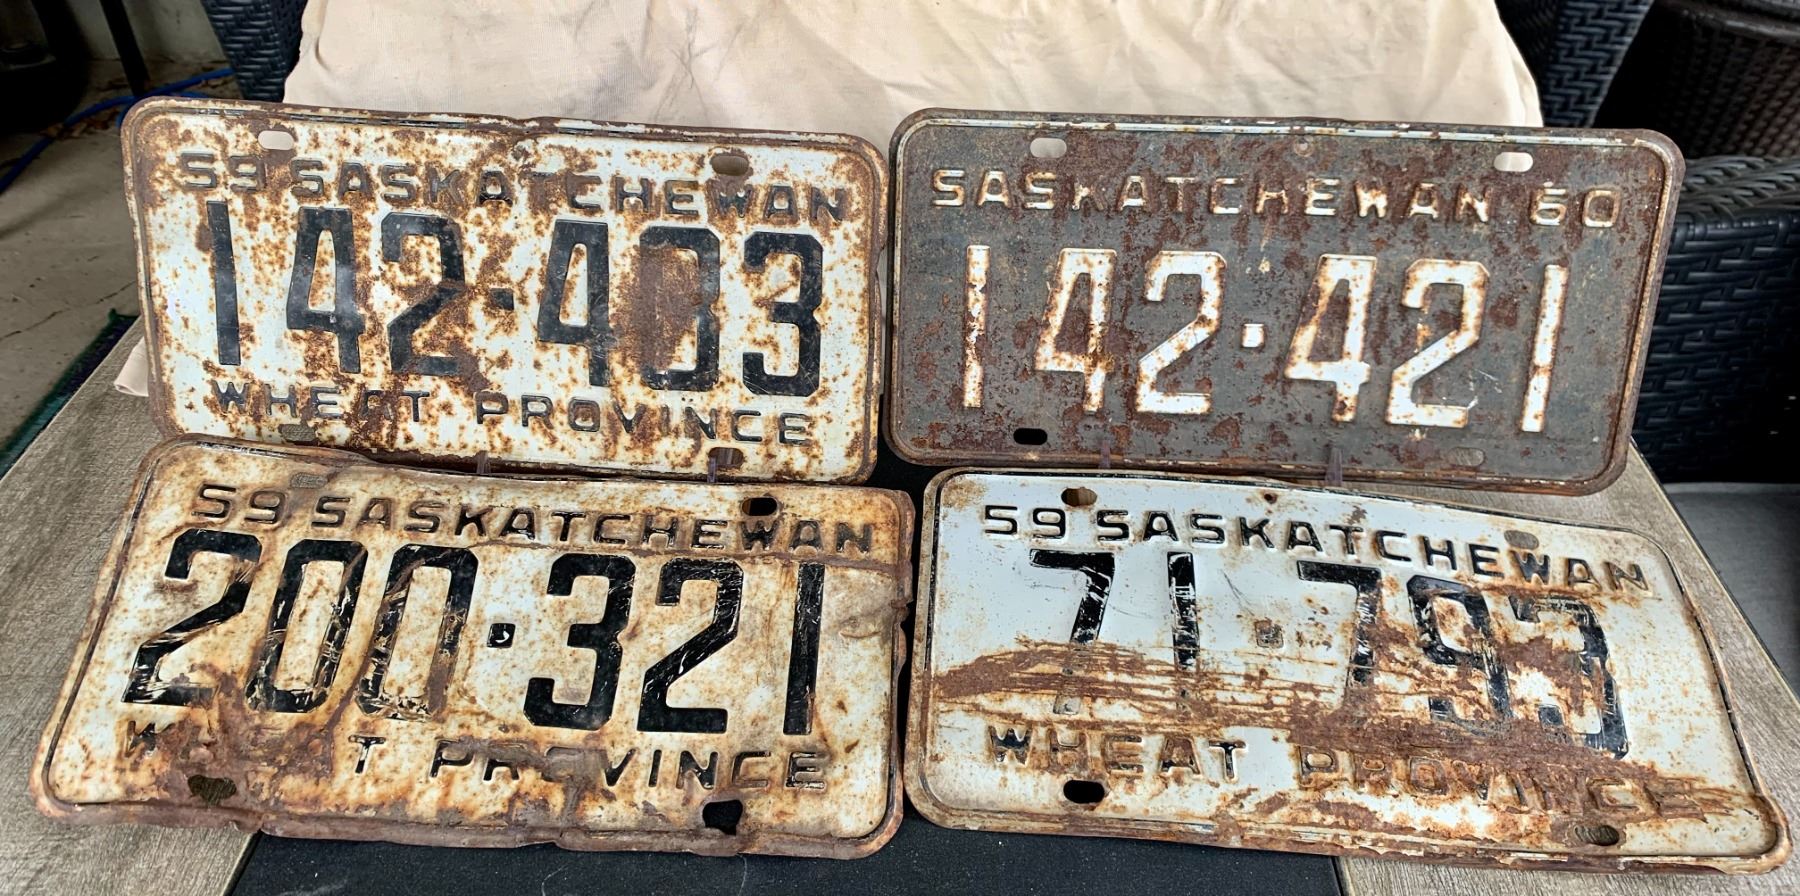 59 SASKATCHEWAN
142-403
WHEAT PROVINCE
SASKATCHEWAN 60
142-421
59 SASKATCHEWAN
200-321
W T PROVINCE
59 SASKATCHEWAN
71-793
WHEAT PROVINCE